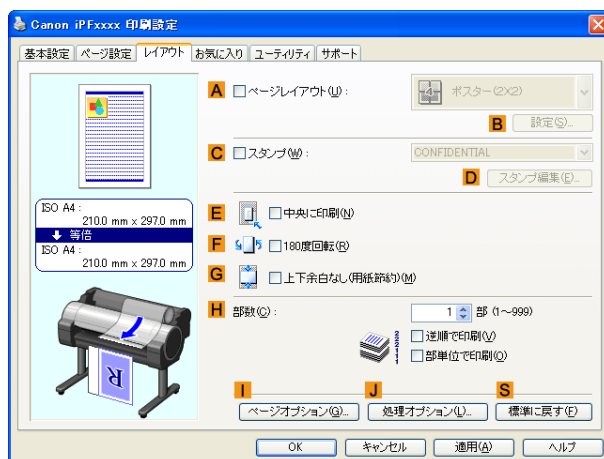 Canon iPFxxxx 印刷設定
基本設定 ページ設定 レイアウト お気に入り ユーティリティ サポート
A ページレイアウト(U): 4 ポスター(2X2)
B 設定(S)...
C スタンプ(W): CONFIDENTIAL
D スタンプ編集(E)...
ISO A4:
210.0 mm x 297.0 mm
等倍
ISO A4:
210.0 mm x 297.0 mm
E 中央に印刷(N)
F 180度回転(R)
G 上下余白なし(用紙節約)(M)
H 部数(C): 1 部 (1～999)
逆順で印刷(V)
部単位で印刷(O)
R
I J S
ページオプション(G)... 処理オプション(L)... 標準に戻す(F)
OK キャンセル 適用(A) ヘルプ